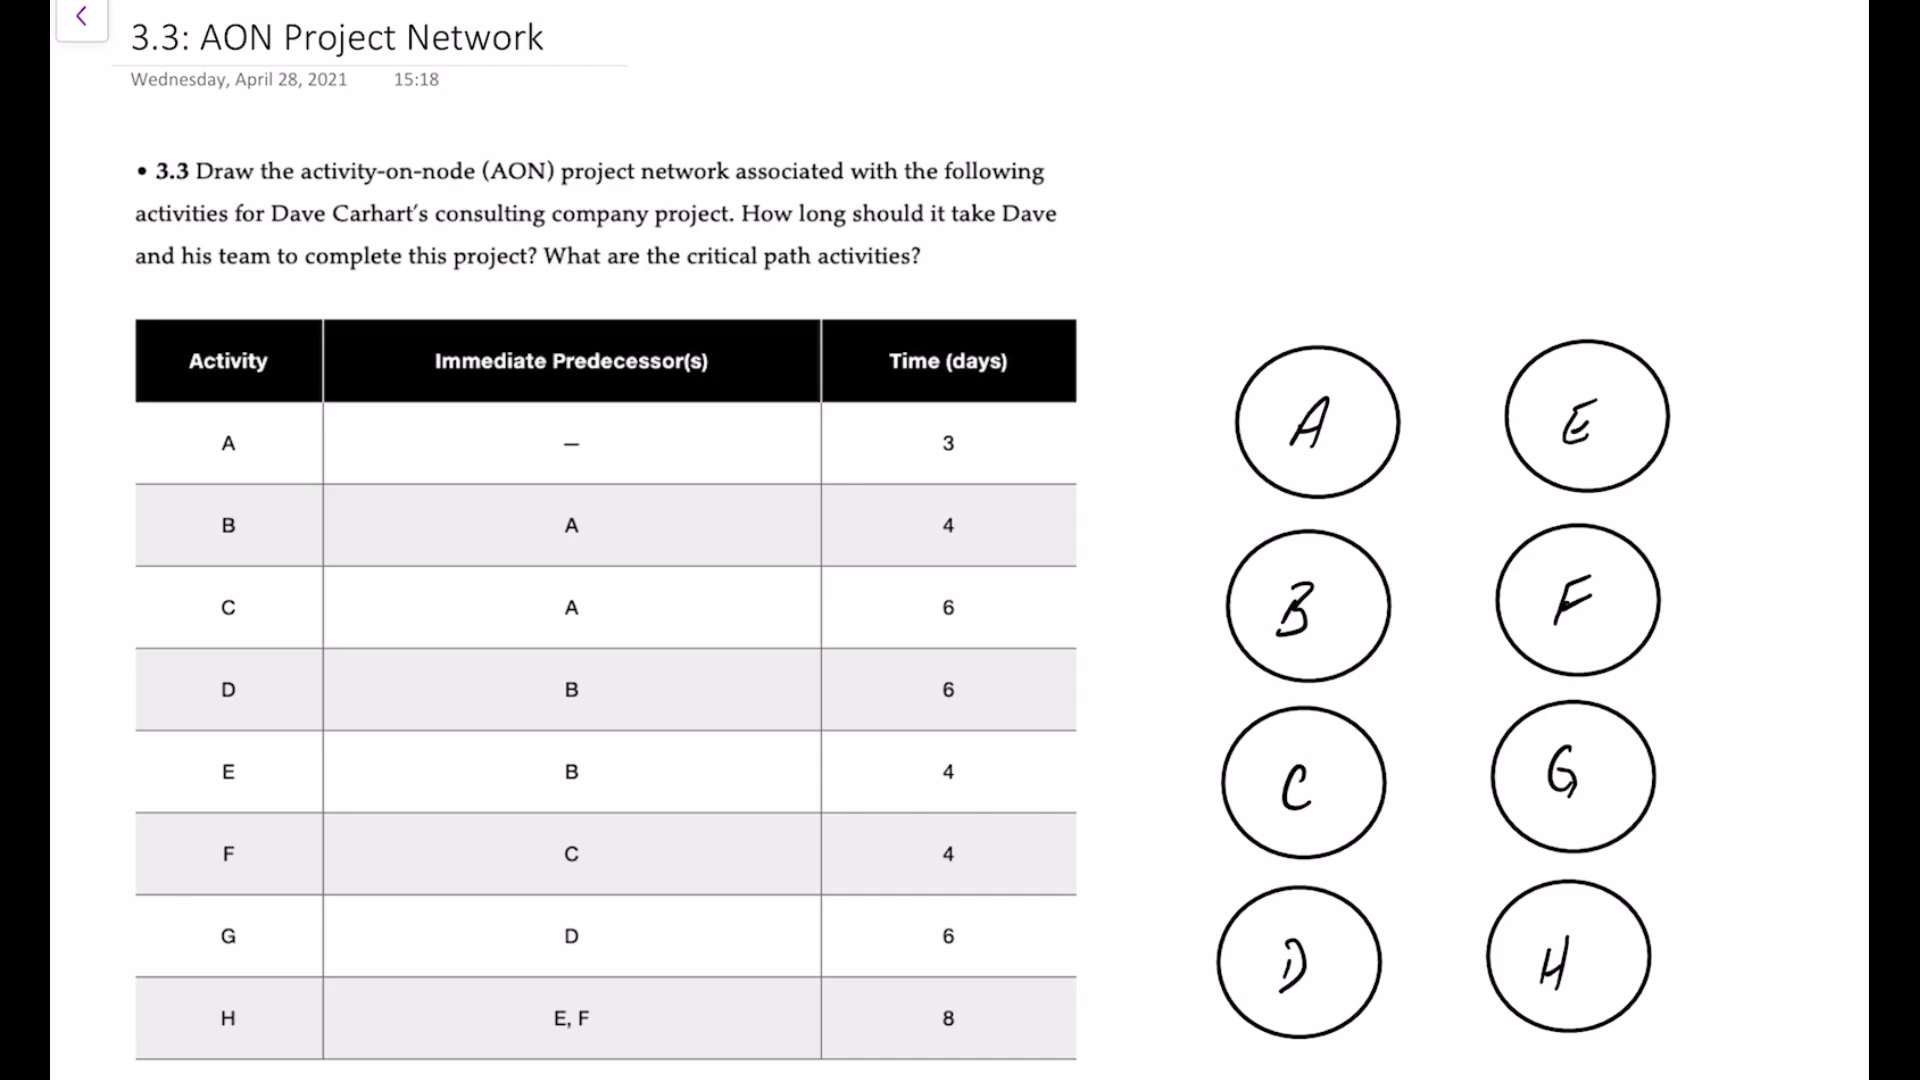 3.3: AON Project Network
Wednesday, April 28, 2021 15:18
• 3.3 Draw the activity-on-node (AON) project network associated with the following
activities for Dave Carhart's consulting company project. How long should it take Dave
and his team to complete this project? What are the critical path activities?
Activity Immediate Predecessor(s) Time (days)
A — 3
B A 4
C A 6
D B 6
E B 4
F C 4
G D 6
H E, F 8
A E
B F
C G
D H